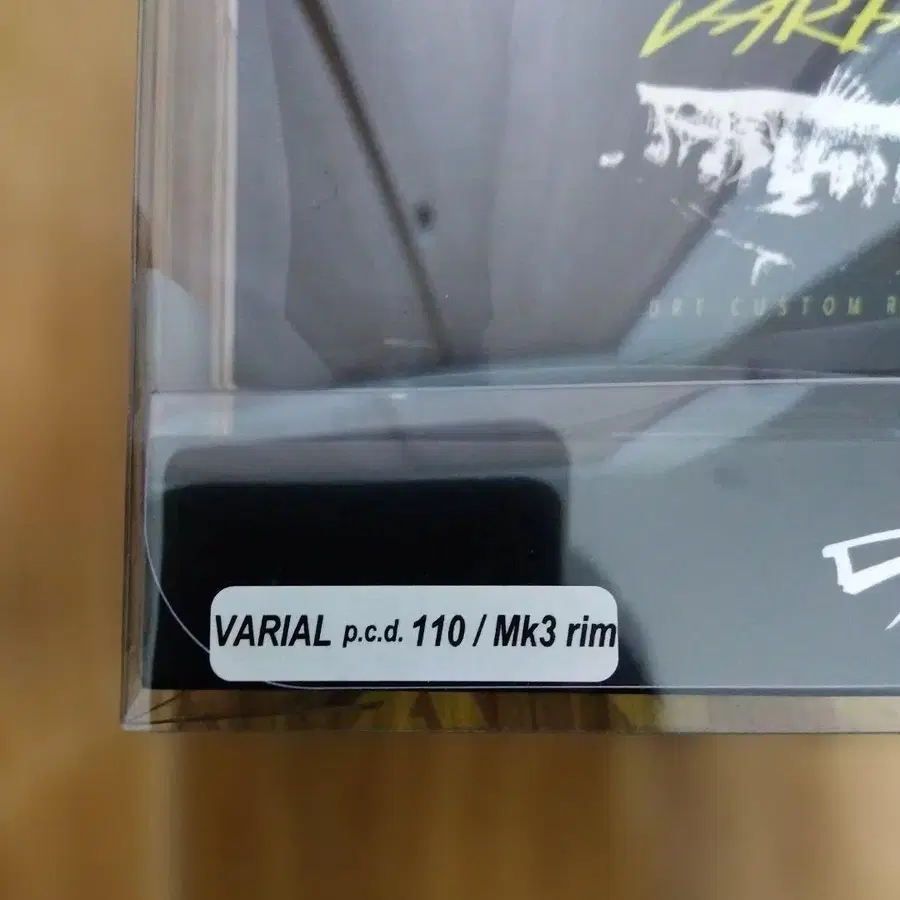 DRT CUSTOM R
VARIAL p.c.d. 110 / Mk3 rim